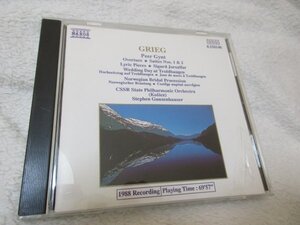 NAXOS
GRIEG
Peer Gynt
Overture • Suites Nos. 1 & 2
Lyric Pieces • Sigurd Jorsalfar
Wedding Day at Troldhaugen
Norwegian Bridal Procession
CSSR State Philharmonic Orchestra
(Košice)
Stephen Gunzenhauser
1988 Recording Playing Time: 69'57"